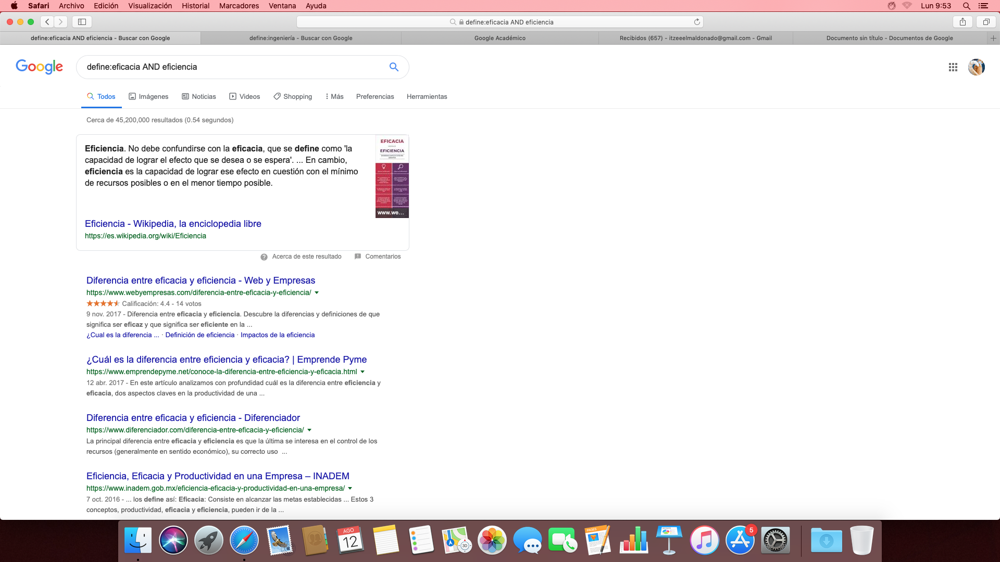 Safari Archivo Edición Visualización Historial Marcadores Ventana Ayuda Lun 9:53
define:eficacia AND eficiencia
define:eficacia AND eficiencia - Buscar con Google
define:ingeniería - Buscar con Google
Google Académico
Recibidos (657) - itzeeelmaldonado@gmail.com - Gmail
Documento sin título - Documentos de Google
Google
define:eficacia AND eficiencia
Todos Imágenes Noticias Videos Shopping Más Preferencias Herramientas
Cerca de 45,200,000 resultados (0.54 segundos)
Eficiencia. No debe confundirse con la eficacia, que se define como 'la
capacidad de lograr el efecto que se desea o se espera'. ... En cambio,
eficiencia es la capacidad de lograr ese efecto en cuestión con el mínimo
de recursos posibles o en el menor tiempo posible.
EFICACIA
EFICIENCIA
www.we...
Eficiencia - Wikipedia, la enciclopedia libre
https://es.wikipedia.org/wiki/Eficiencia
Acerca de este resultado Comentarios
Diferencia entre eficacia y eficiencia - Web y Empresas
https://www.webyempresas.com/diferencia-entre-eficacia-y-eficiencia/
Calificación: 4.4 - 14 votos
9 nov. 2017 - Diferencia entre eficacia y eficiencia. Descubre la diferencias y definiciones de que
significa ser eficaz y que significa ser eficiente en la ...
¿Cual es la diferencia ... · Definición de eficiencia · Impactos de la eficiencia
¿Cuál es la diferencia entre eficiencia y eficacia? | Emprende Pyme
https://www.emprendepyme.net/conoce-la-diferencia-entre-eficiencia-y-eficacia.html
12 abr. 2017 - En este artículo analizamos con profundidad cuál es la diferencia entre eficiencia y
eficacia, dos aspectos claves en la productividad de una ...
Diferencia entre eficacia y eficiencia - Diferenciador
https://www.diferenciador.com/diferencia-entre-eficacia-y-eficiencia/
La principal diferencia entre eficacia y eficiencia es que la última se interesa en el control de los
recursos (generalmente en sentido económico), su correcto uso ...
Eficiencia, Eficacia y Productividad en una Empresa – INADEM
https://www.inadem.gob.mx/eficiencia-eficacia-y-productividad-en-una-empresa/
7 oct. 2016 - ... los define así: Eficacia: Consiste en alcanzar las metas establecidas ... Estos 3
conceptos, productividad, eficacia y eficiencia, pueden ir de la ...
AGO
12
3D
PAGES
5